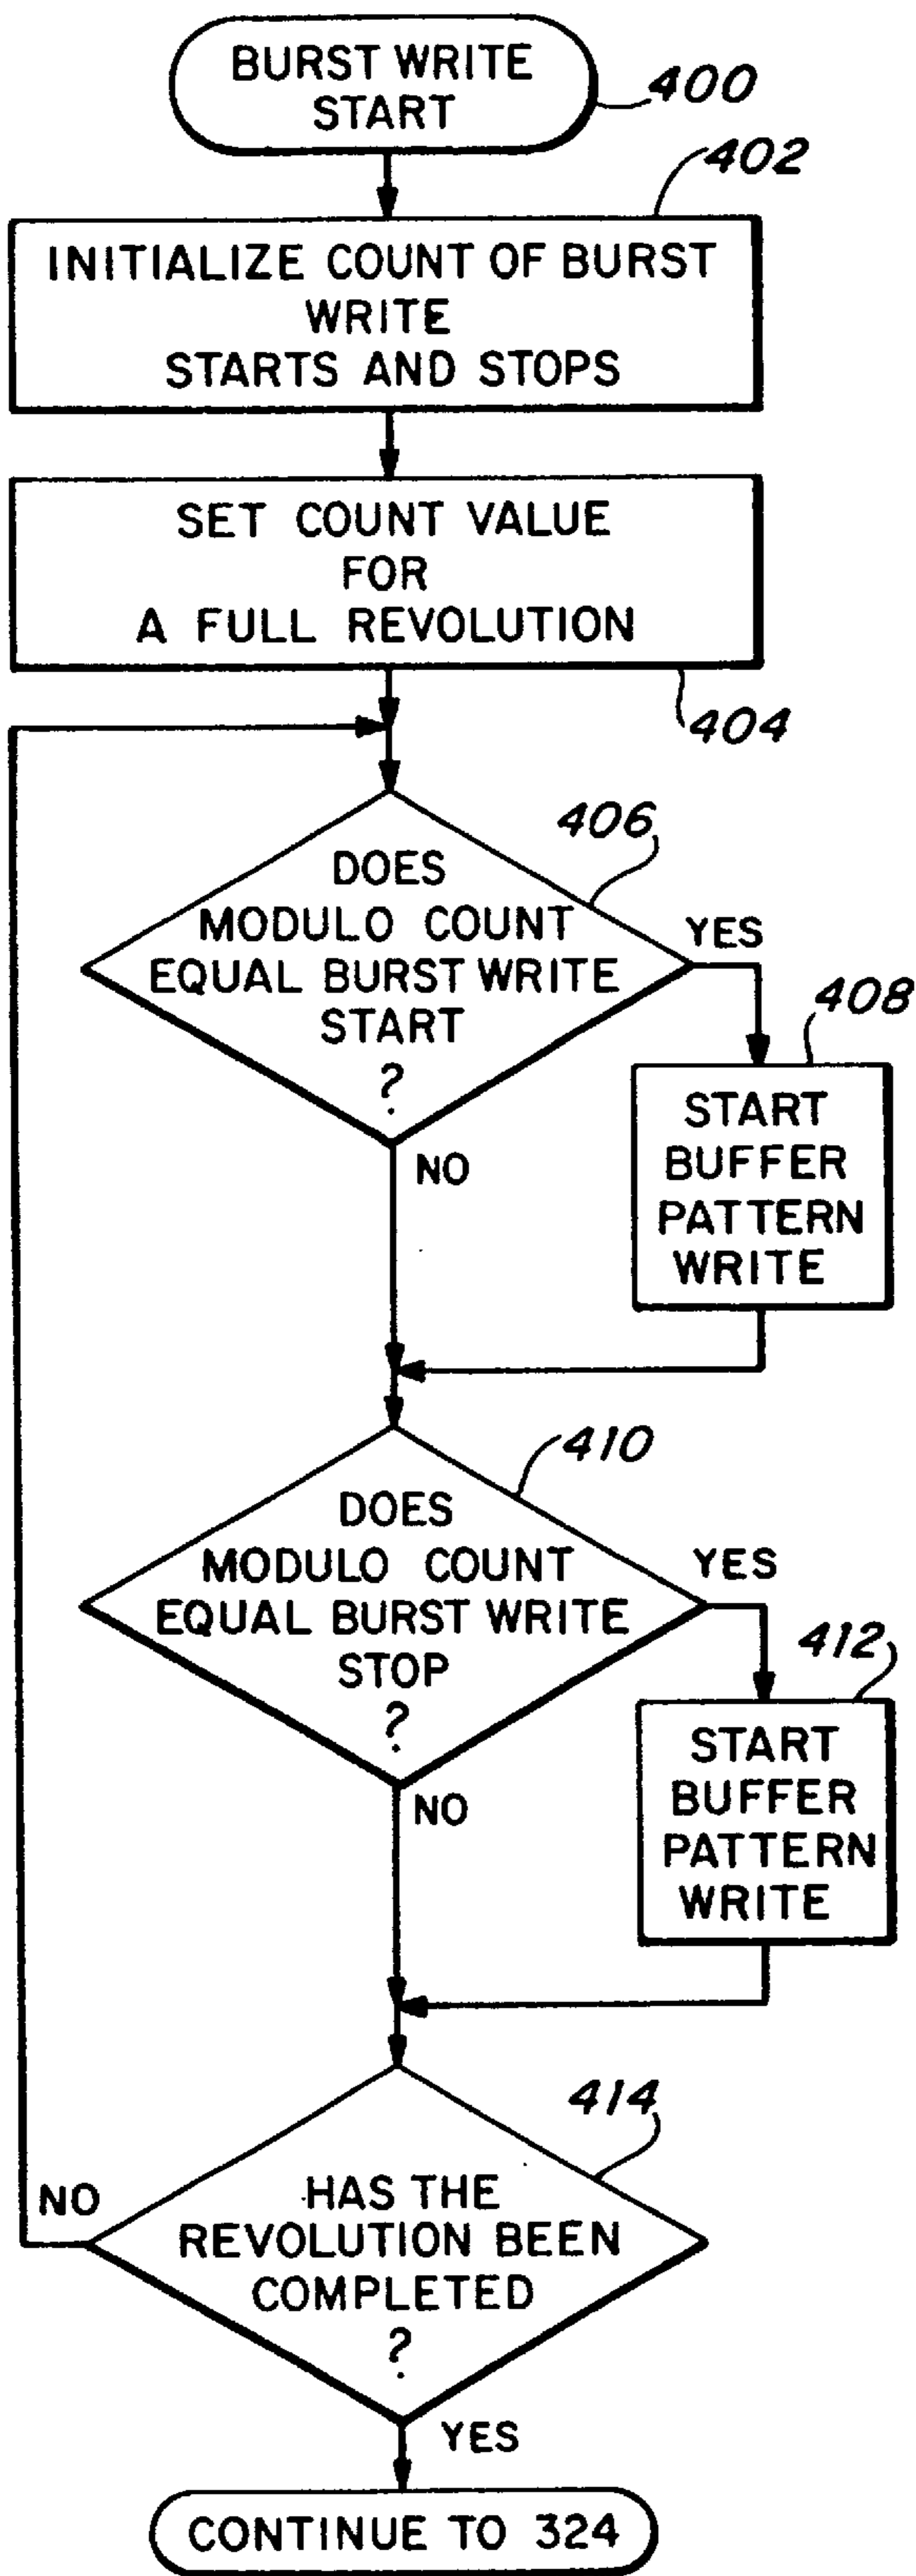 BURST WRITE
START
400
402
INITIALIZE COUNT OF BURST
WRITE
STARTS AND STOPS
SET COUNT VALUE
FOR
A FULL REVOLUTION
404
406
DOES
MODULO COUNT
EQUAL BURST WRITE
START
?
YES
NO
408
START
BUFFER
PATTERN
WRITE
410
DOES
MODULO COUNT
EQUAL BURST WRITE
STOP
?
YES
NO
412
START
BUFFER
PATTERN
WRITE
414
HAS THE
REVOLUTION BEEN
COMPLETED
?
NO
YES
CONTINUE TO 324